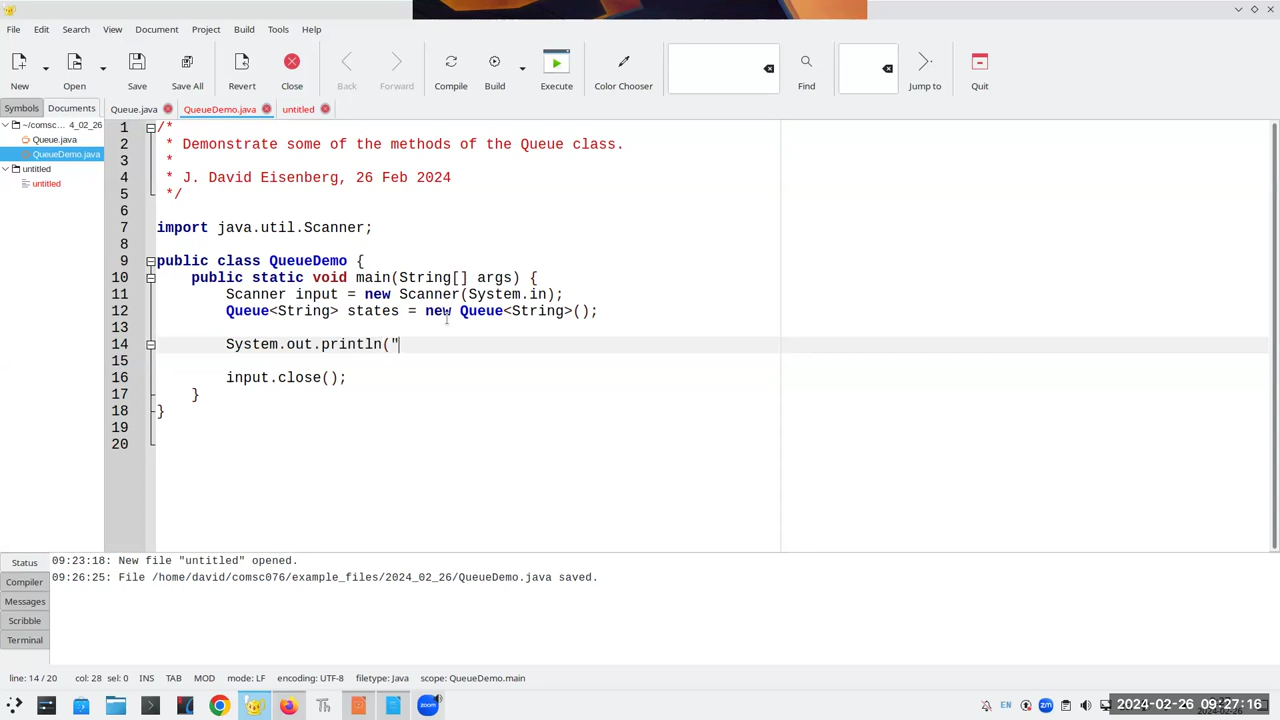 File Edit Search View Document Project Build Tools Help
New Open Save Save All Revert Close Back Forward Compile Build Execute Color Chooser Find Jump to Quit
Symbols Documents Queue.java QueueDemo.java untitled
~/comsc... 4_02_26
Queue.java
QueueDemo.java
untitled
untitled
1 /*
2 * Demonstrate some of the methods of the Queue class.
3 *
4 * J. David Eisenberg, 26 Feb 2024
5 */
6
7 import java.util.Scanner;
8
9 public class QueueDemo {
10 public static void main(String[] args) {
11 Scanner input = new Scanner(System.in);
12 Queue<String> states = new Queue<String>();
13
14 System.out.println("
15
16 input.close();
17 }
18 }
19
20
Status
Compiler
Messages
Scribble
Terminal
09:23:18: New file "untitled" opened.
09:26:25: File /home/david/comsc076/example_files/2024_02_26/QueueDemo.java saved.
line: 14 / 20 col: 28 sel: 0 INS TAB MOD mode: LF encoding: UTF-8 filetype: Java scope: QueueDemo.main
Th zoom EN zm 2024-02-26 09:27:16